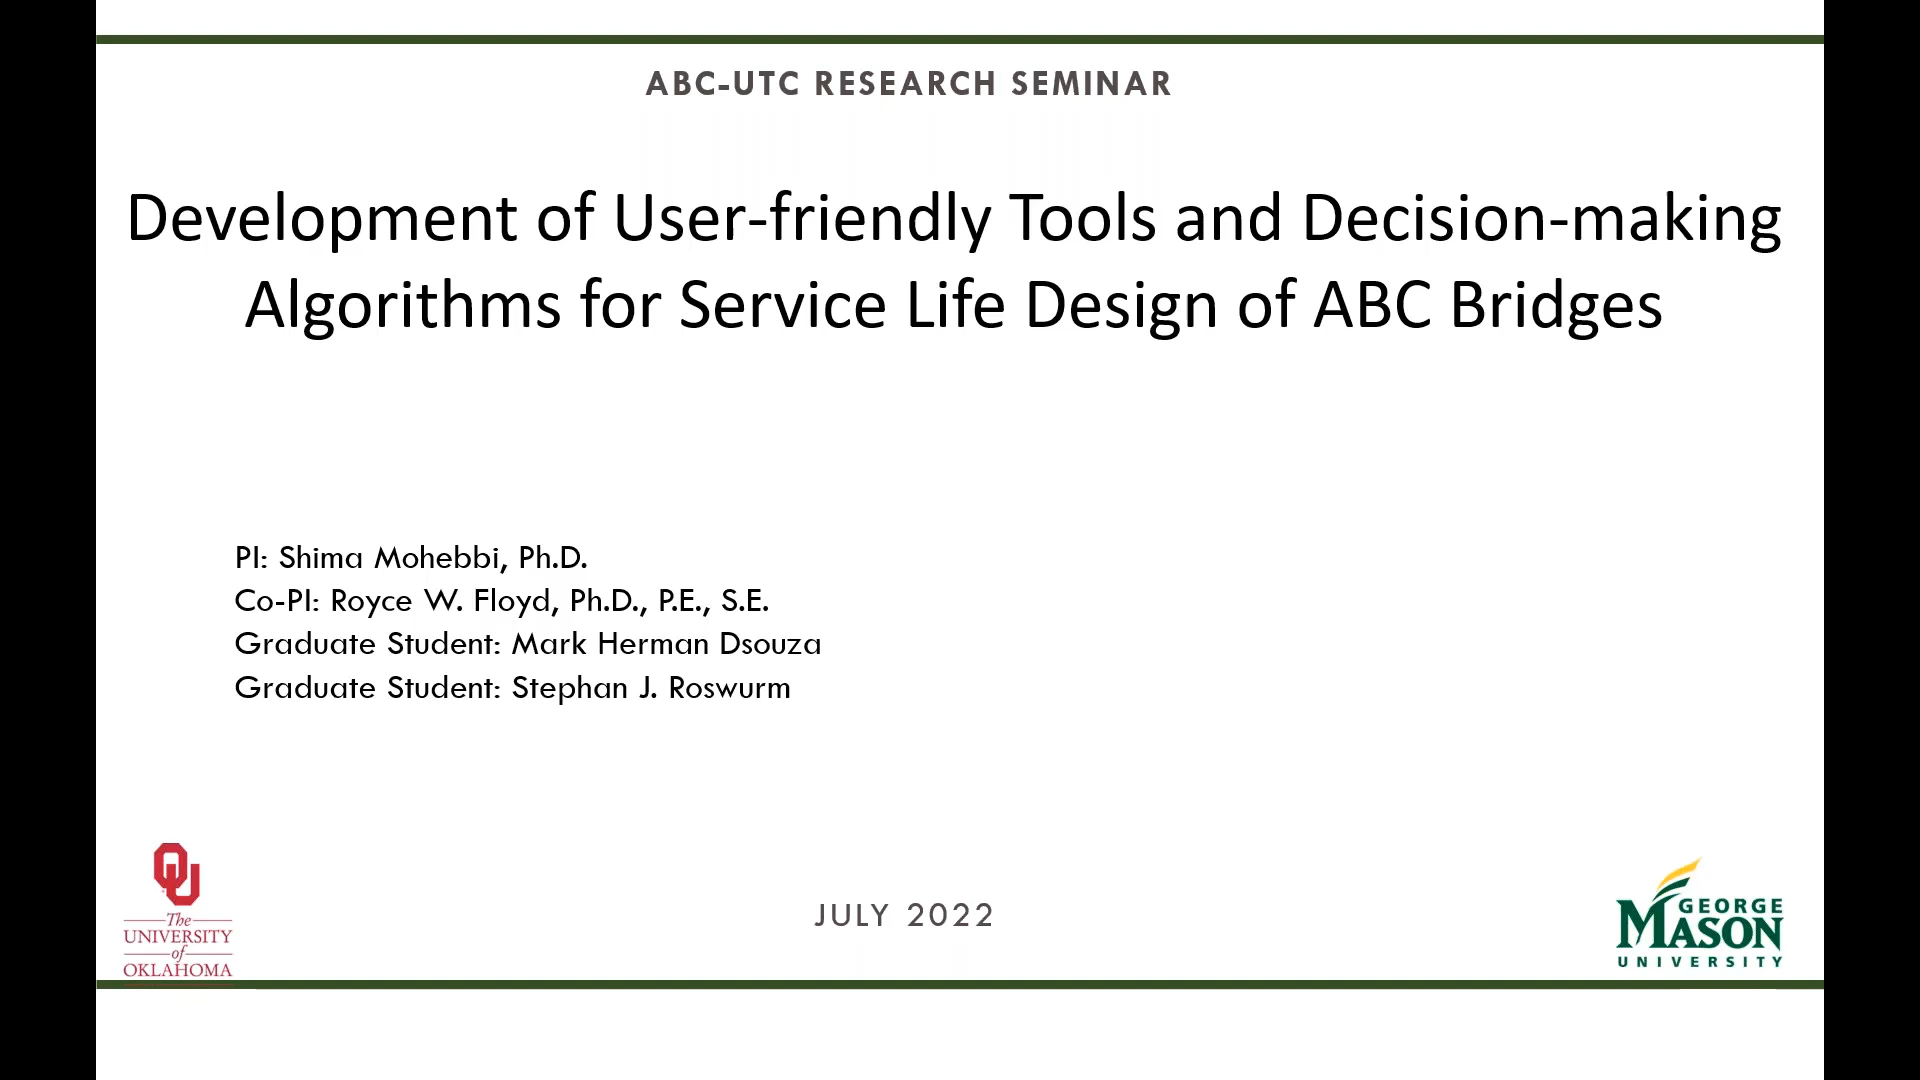 ABC-UTC RESEARCH SEMINAR
Development of User-friendly Tools and Decision-making
Algorithms for Service Life Design of ABC Bridges
PI: Shima Mohebbi, Ph.D.
Co-PI: Royce W. Floyd, Ph.D., P.E., S.E.
Graduate Student: Mark Herman Dsouza
Graduate Student: Stephan J. Roswurm
OU
The
UNIVERSITY
of
OKLAHOMA
JULY 2022
GEORGE
MASON
UNIVERSITY